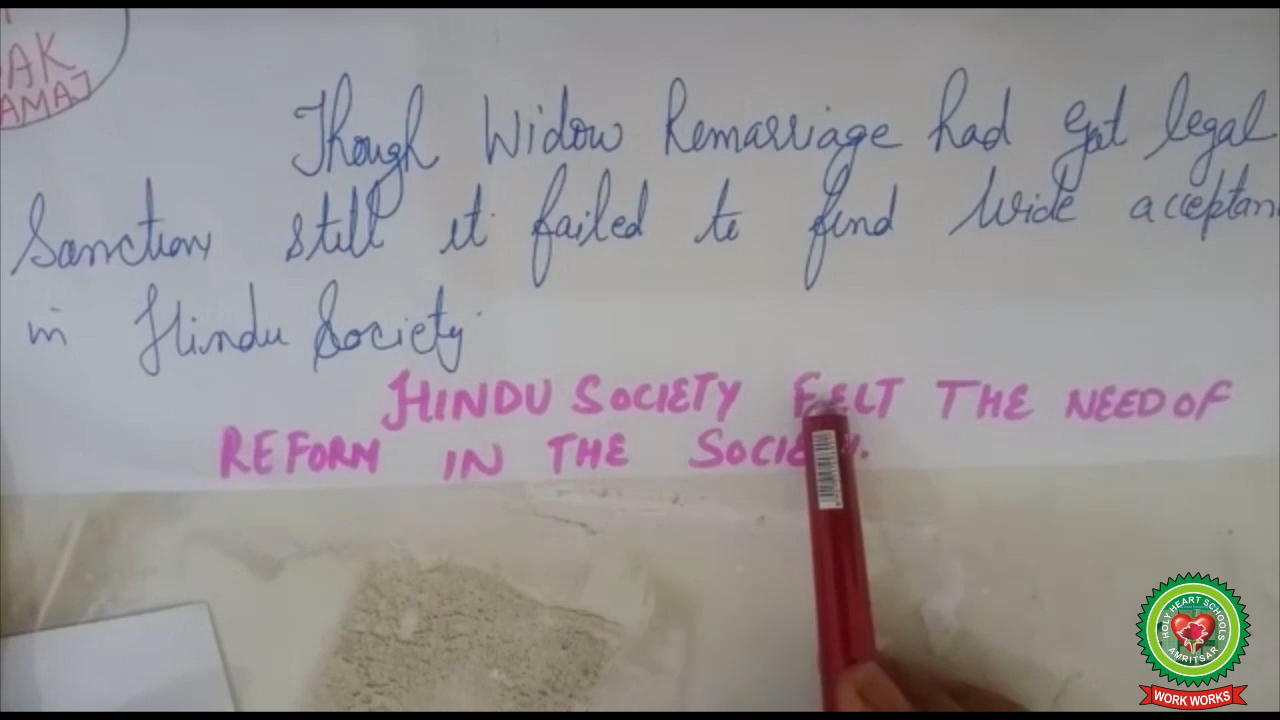 AK
AMAJ
Though Widow Remarriage had got legal
Sanction still it failed to find wide acceptan
in Hindu Society.
HINDU SOCIETY FELT THE NEED OF
REFORM IN THE SOCIETY.
HOLY HEART SCHOOLS
AMRITSAR
WORK WORKS